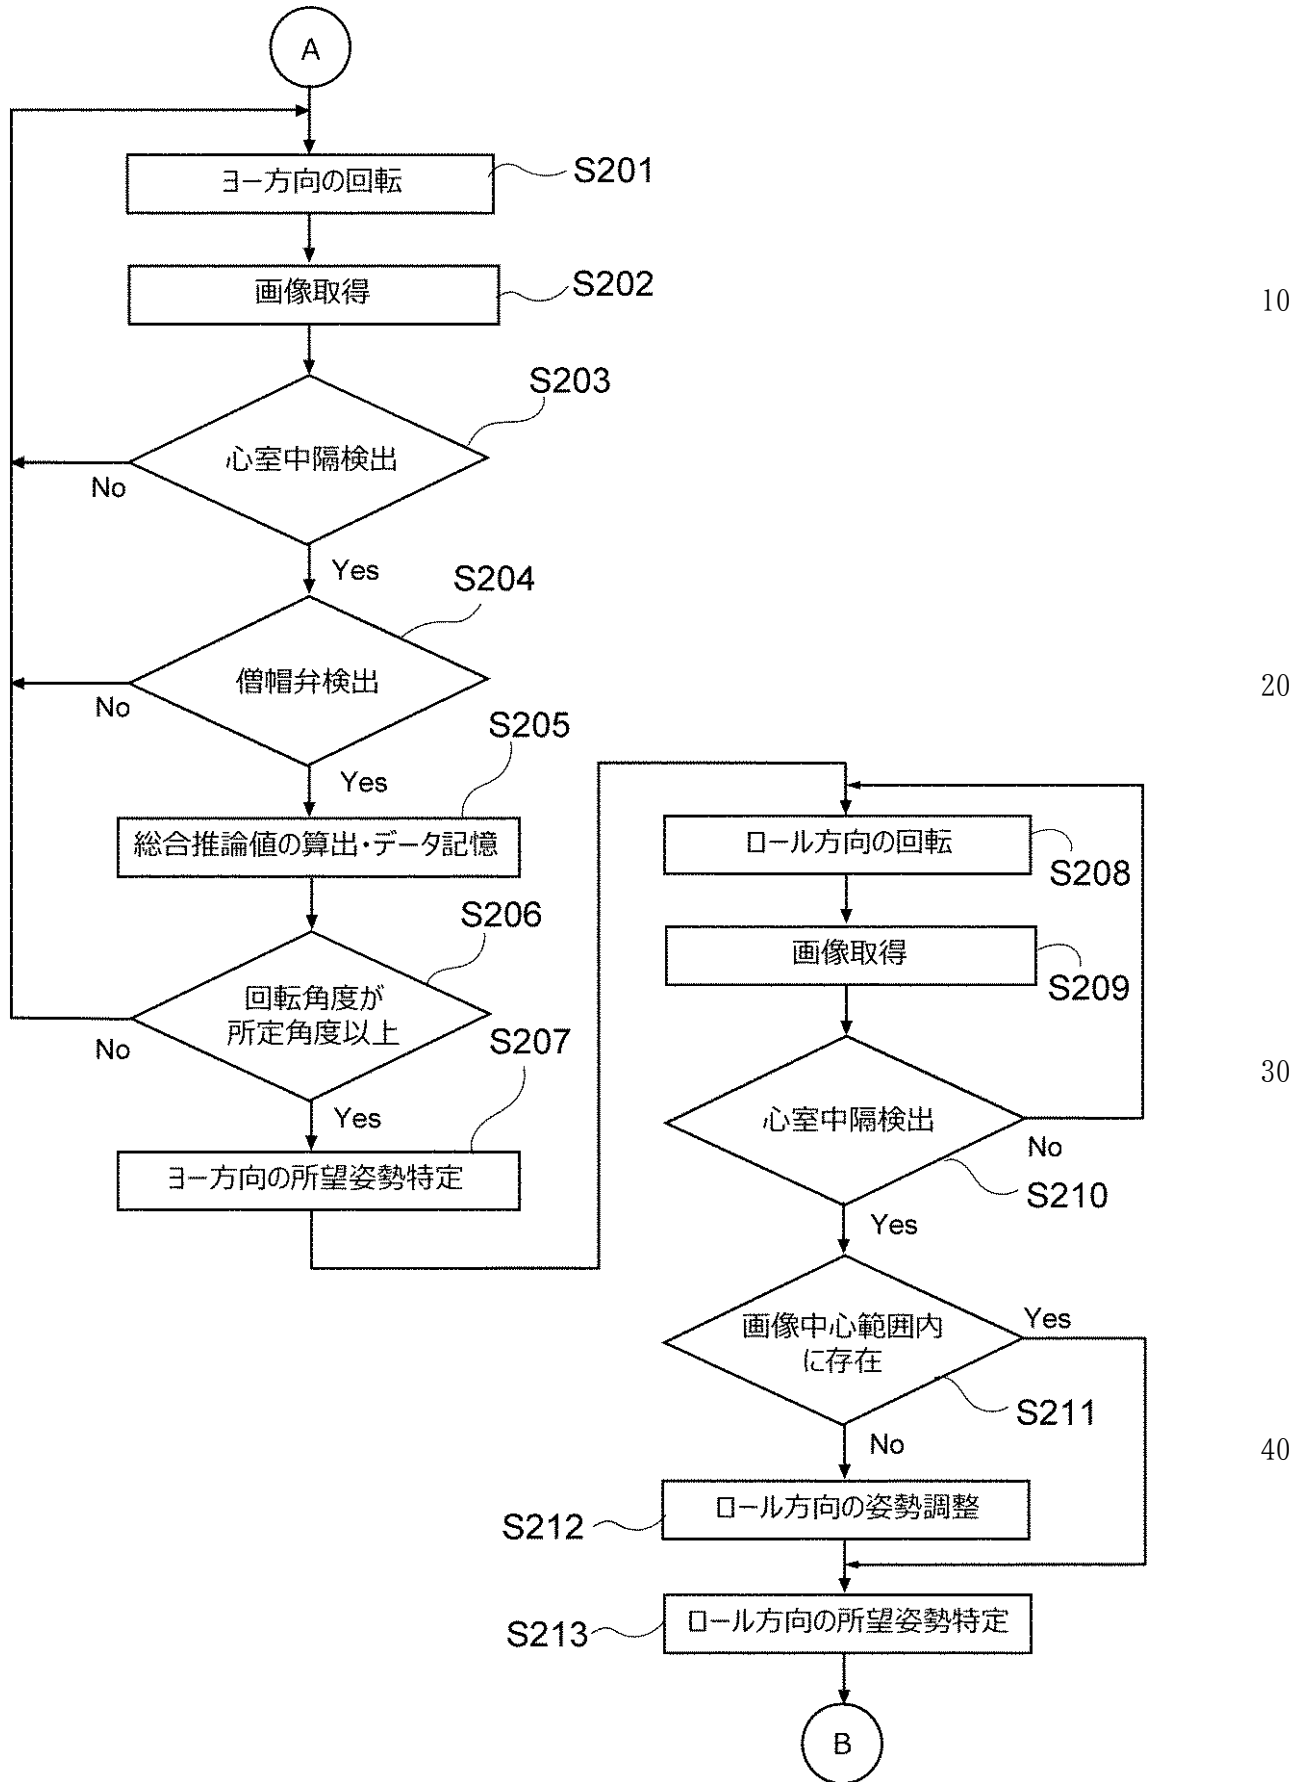 A
ヨー方向の回転
S201
画像取得
S202
心室中隔検出
S203
No
Yes
僧帽弁検出
S204
No
Yes
総合推論値の算出・データ記憶
S205
回転角度が
所定角度以上
S206
No
Yes
ヨー方向の所望姿勢特定
S207
ロール方向の回転
S208
画像取得
S209
心室中隔検出
S210
No
Yes
画像中心範囲内
に存在
S211
Yes
No
ロール方向の姿勢調整
S212
ロール方向の所望姿勢特定
S213
B
10
20
30
40